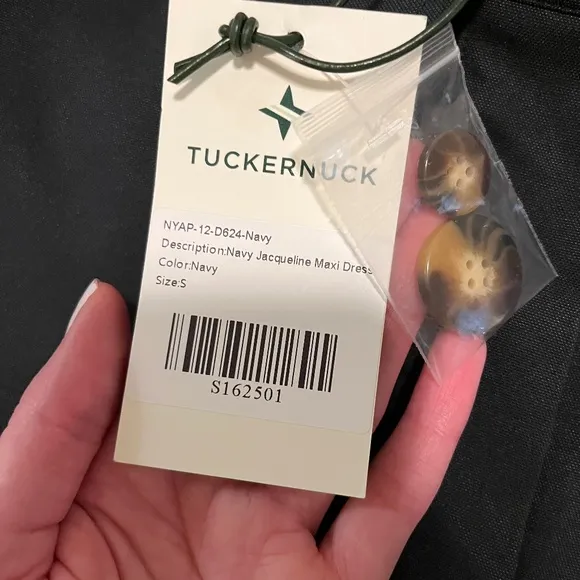 TUCKERNUCK
NYAP-12-D624-Navy
Description:Navy Jacqueline Maxi Dress
Color:Navy
Size:S
S162501